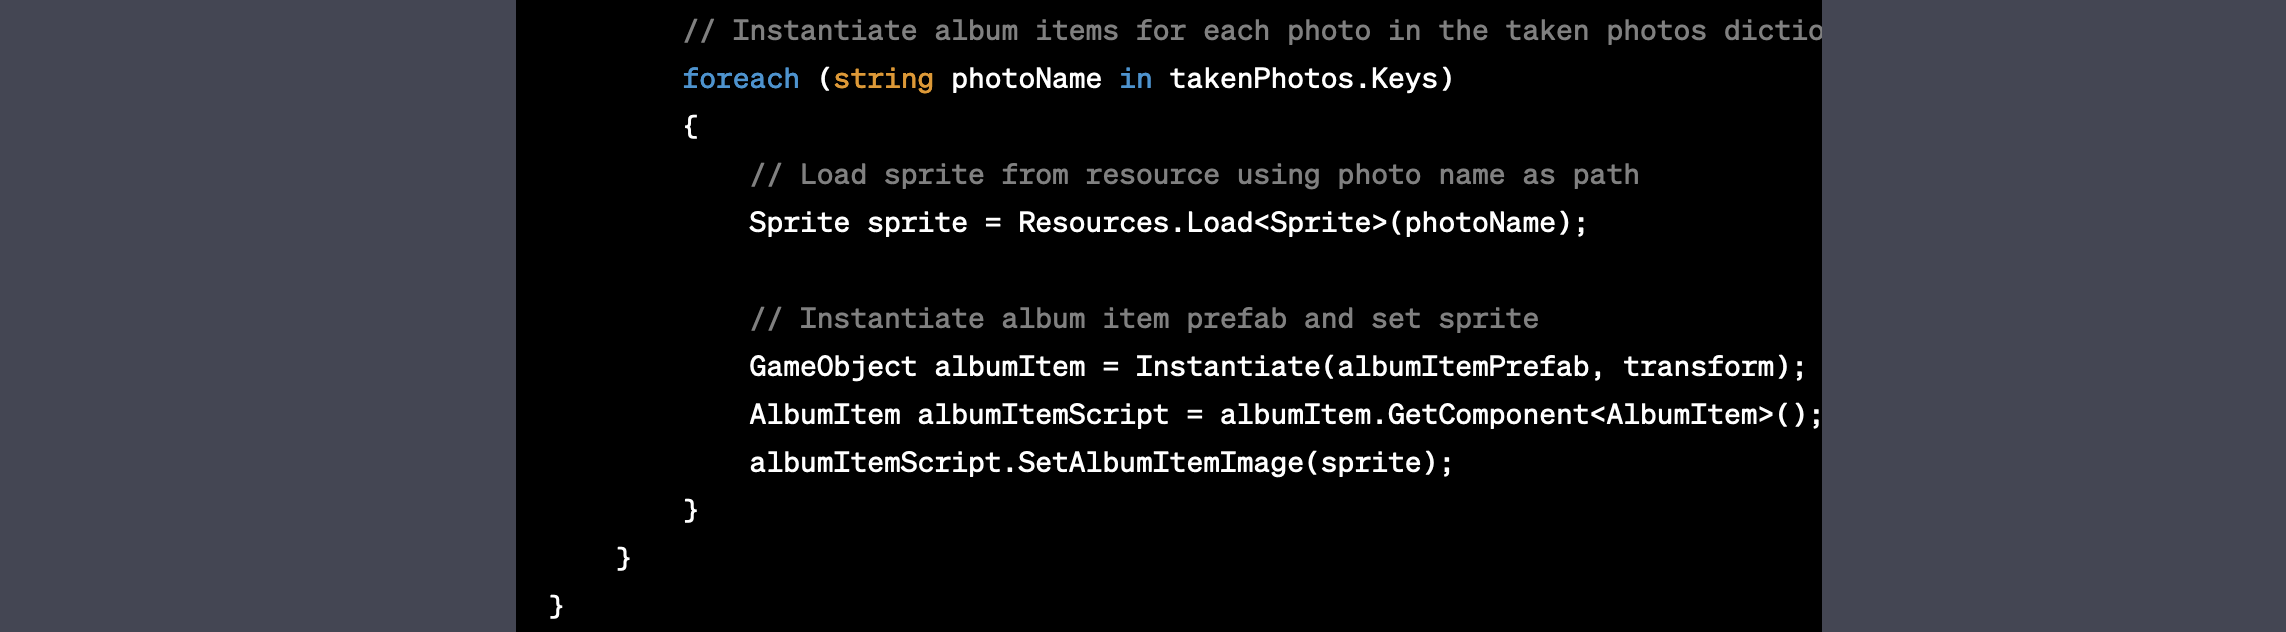 // Instantiate album items for each photo in the taken photos dictio
foreach (string photoName in takenPhotos.Keys)
{
// Load sprite from resource using photo name as path
Sprite sprite = Resources.Load<Sprite>(photoName);
// Instantiate album item prefab and set sprite
GameObject albumItem = Instantiate(albumItemPrefab, transform);
AlbumItem albumItemScript = albumItem.GetComponent<AlbumItem>();
albumItemScript.SetAlbumItemImage(sprite);
}
}
}